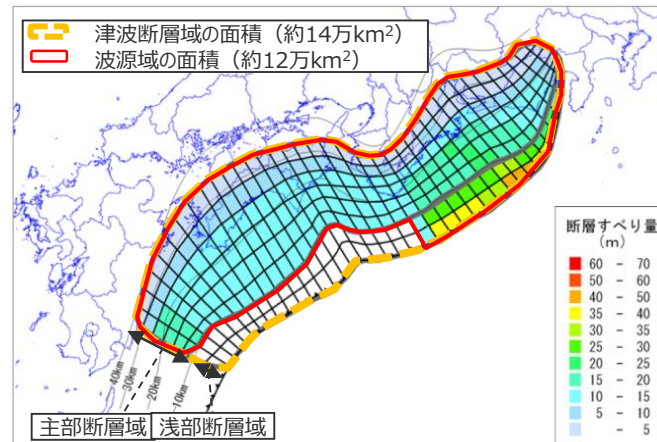 津波断層域の面積（約14万km²）
波源域の面積（約12万km²）
断層すべり量
（m）
60 - 70
50 - 60
40 - 50
35 - 40
30 - 35
25 - 30
20 - 25
15 - 20
10 - 15
5 - 10
- 5
40km
30km
20km
10km
主部断層域
浅部断層域